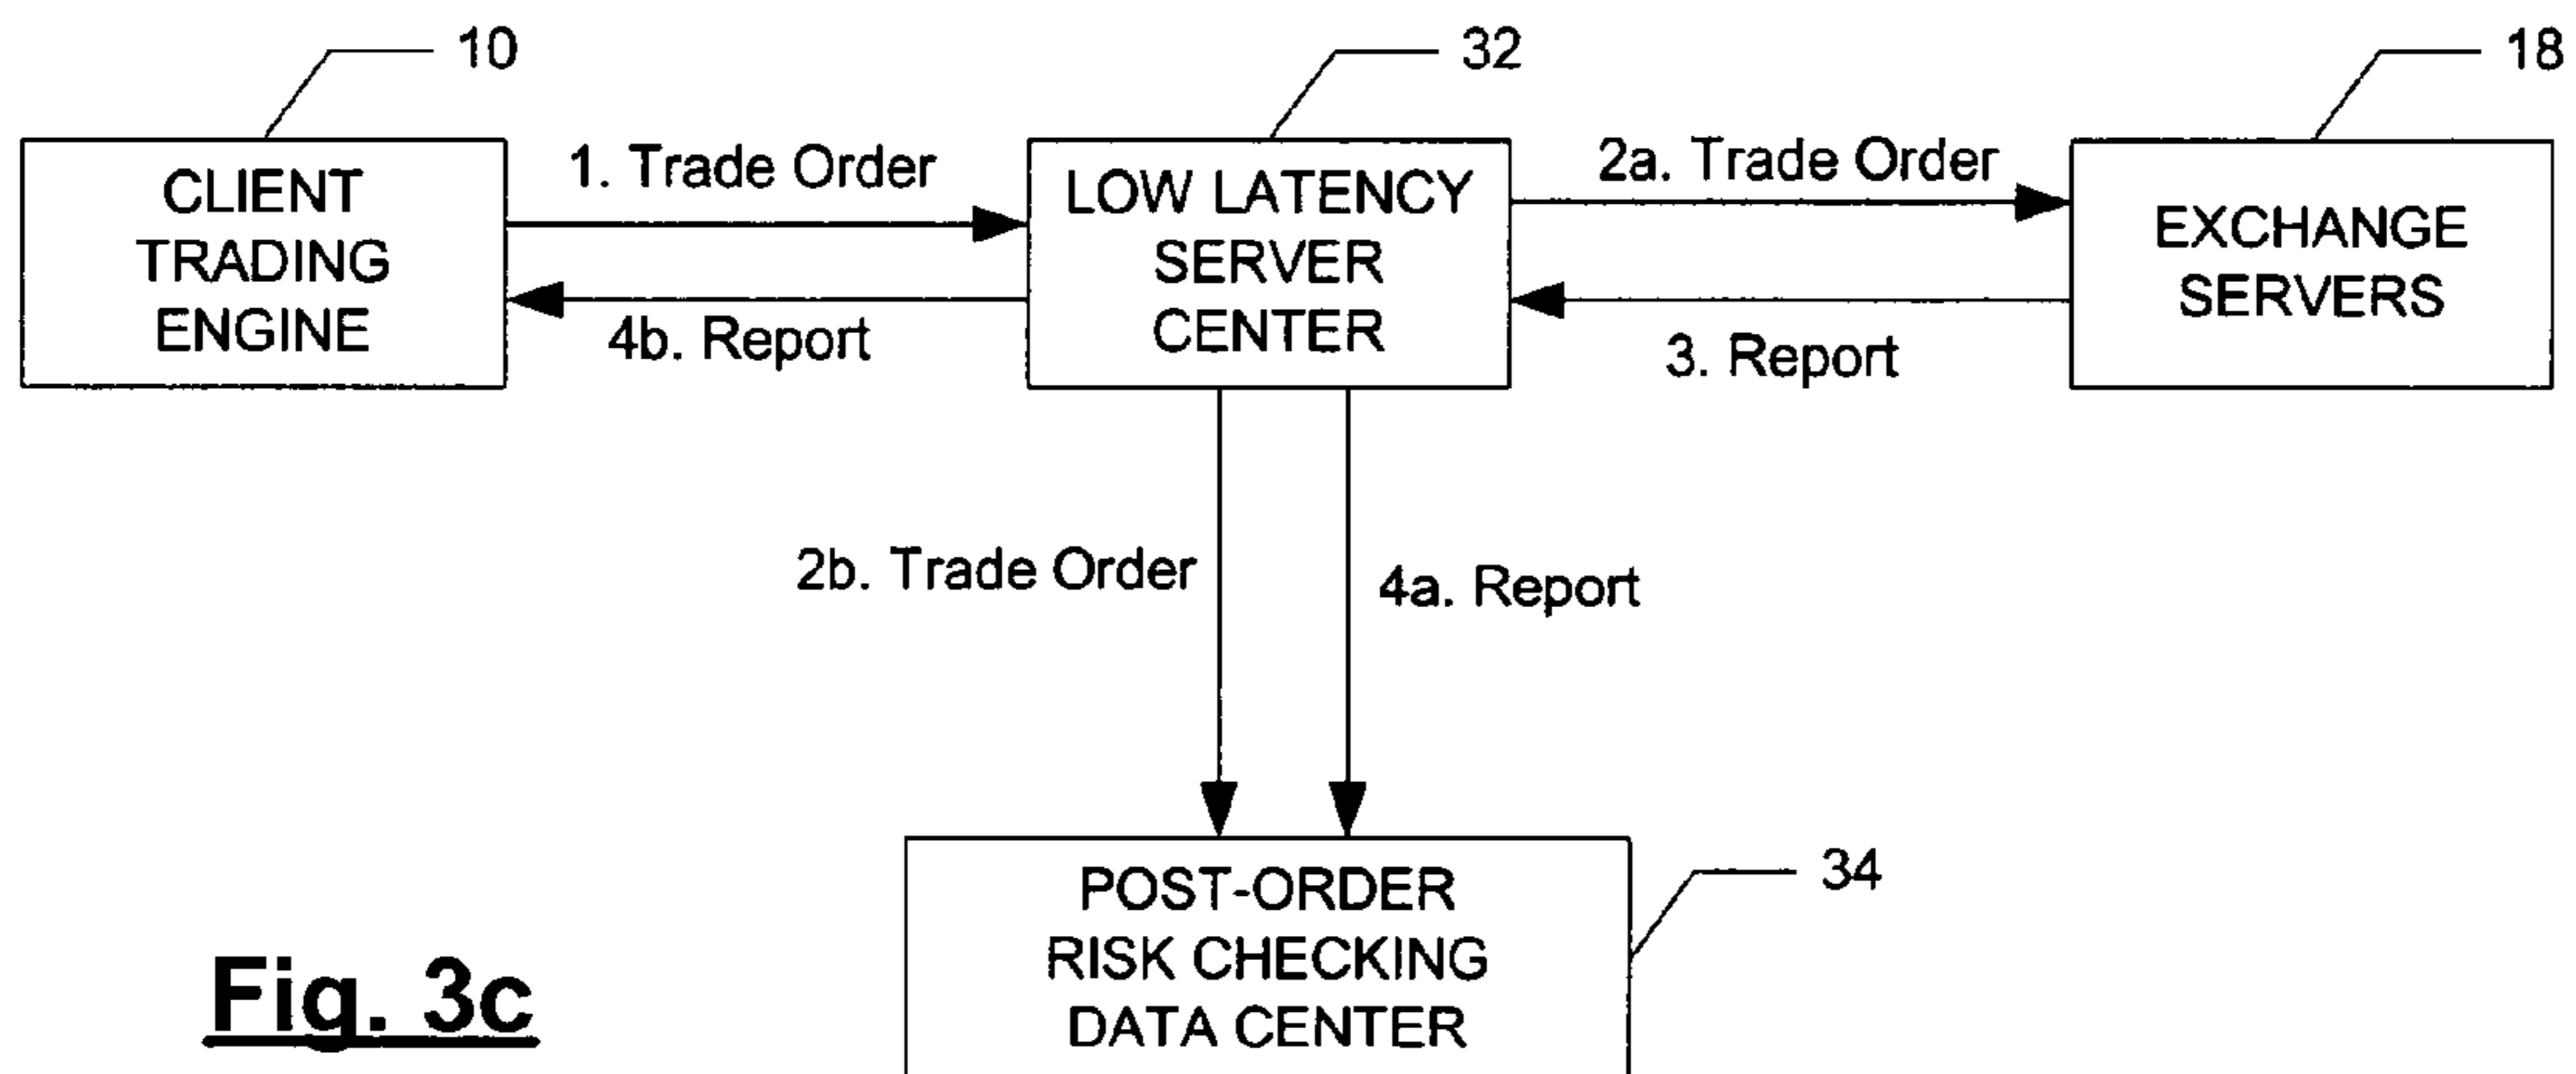 10
32
18
CLIENT
TRADING
ENGINE
1. Trade Order
4b. Report
LOW LATENCY
SERVER
CENTER
2a. Trade Order
3. Report
EXCHANGE
SERVERS
2b. Trade Order
4a. Report
POST-ORDER
RISK CHECKING
DATA CENTER
34
Fig. 3c